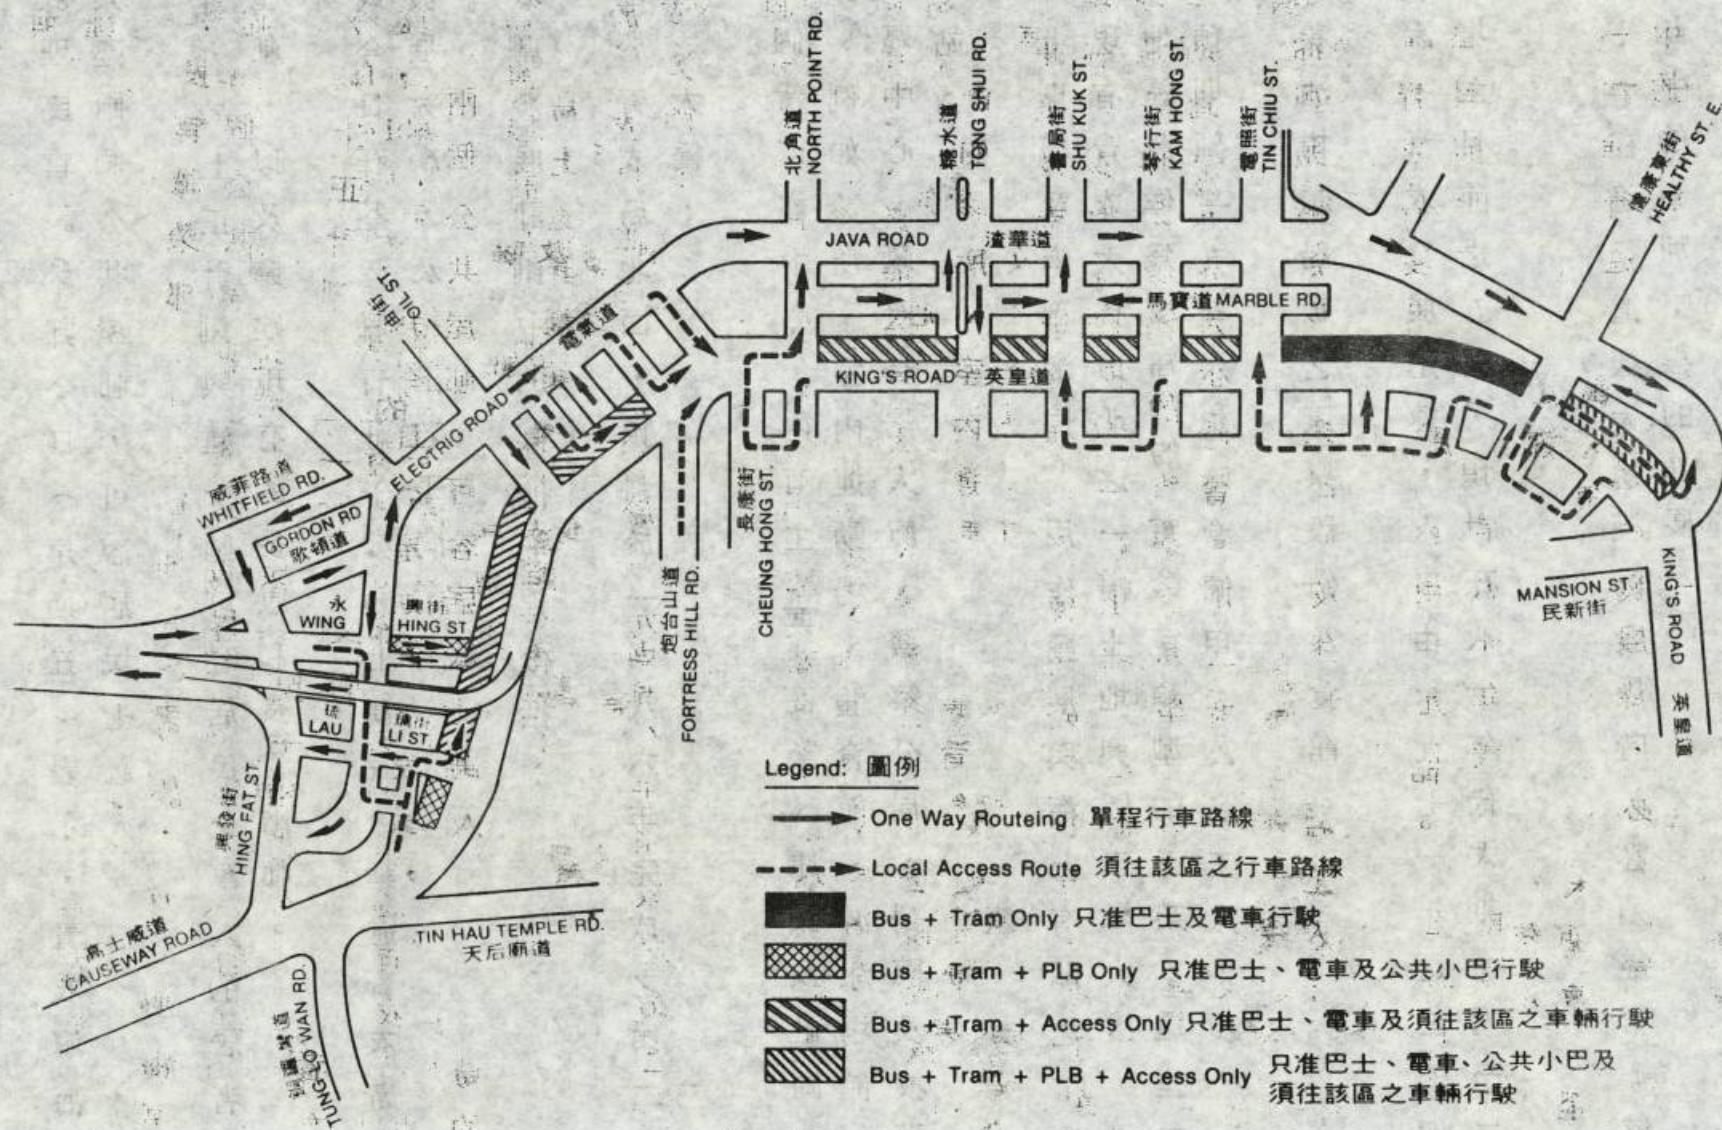 北角道
NORTH POINT RD.
糖水道
TONG SHUI RD.
書局街
SHU KUK ST.
琴行街
KAM HONG ST.
電照街
TIN CHIU ST.
健康東街
HEALTHY ST. E.
JAVA ROAD 渣華道
馬寶道 MARBLE RD.
KING'S ROAD 英皇道
油街
OIL ST.
電氣道
ELECTRIG ROAD
威菲路道
WHITFIELD RD.
GORDON RD
歌頓道
永
WING
興街
HING ST
琉
LAU
璃街
LI ST
長康街
CHEUNG HONG ST.
炮台山道
FORTRESS HILL RD.
MANSION ST.
民新街
KING'S ROAD 英皇道
興發街
HING FAT ST
高士威道
CAUSEWAY ROAD
TIN HAU TEMPLE RD.
天后廟道
銅鑼灣道
TUNG LO WAN RD.
Legend: 圖例
One Way Routeing 單程行車路線
Local Access Route 須往該區之行車路線
Bus + Tram Only 只准巴士及電車行駛
Bus + Tram + PLB Only 只准巴士、電車及公共小巴行駛
Bus + Tram + Access Only 只准巴士、電車及須往該區之車輛行駛
Bus + Tram + PLB + Access Only 只准巴士、電車、公共小巴及
須往該區之車輛行駛